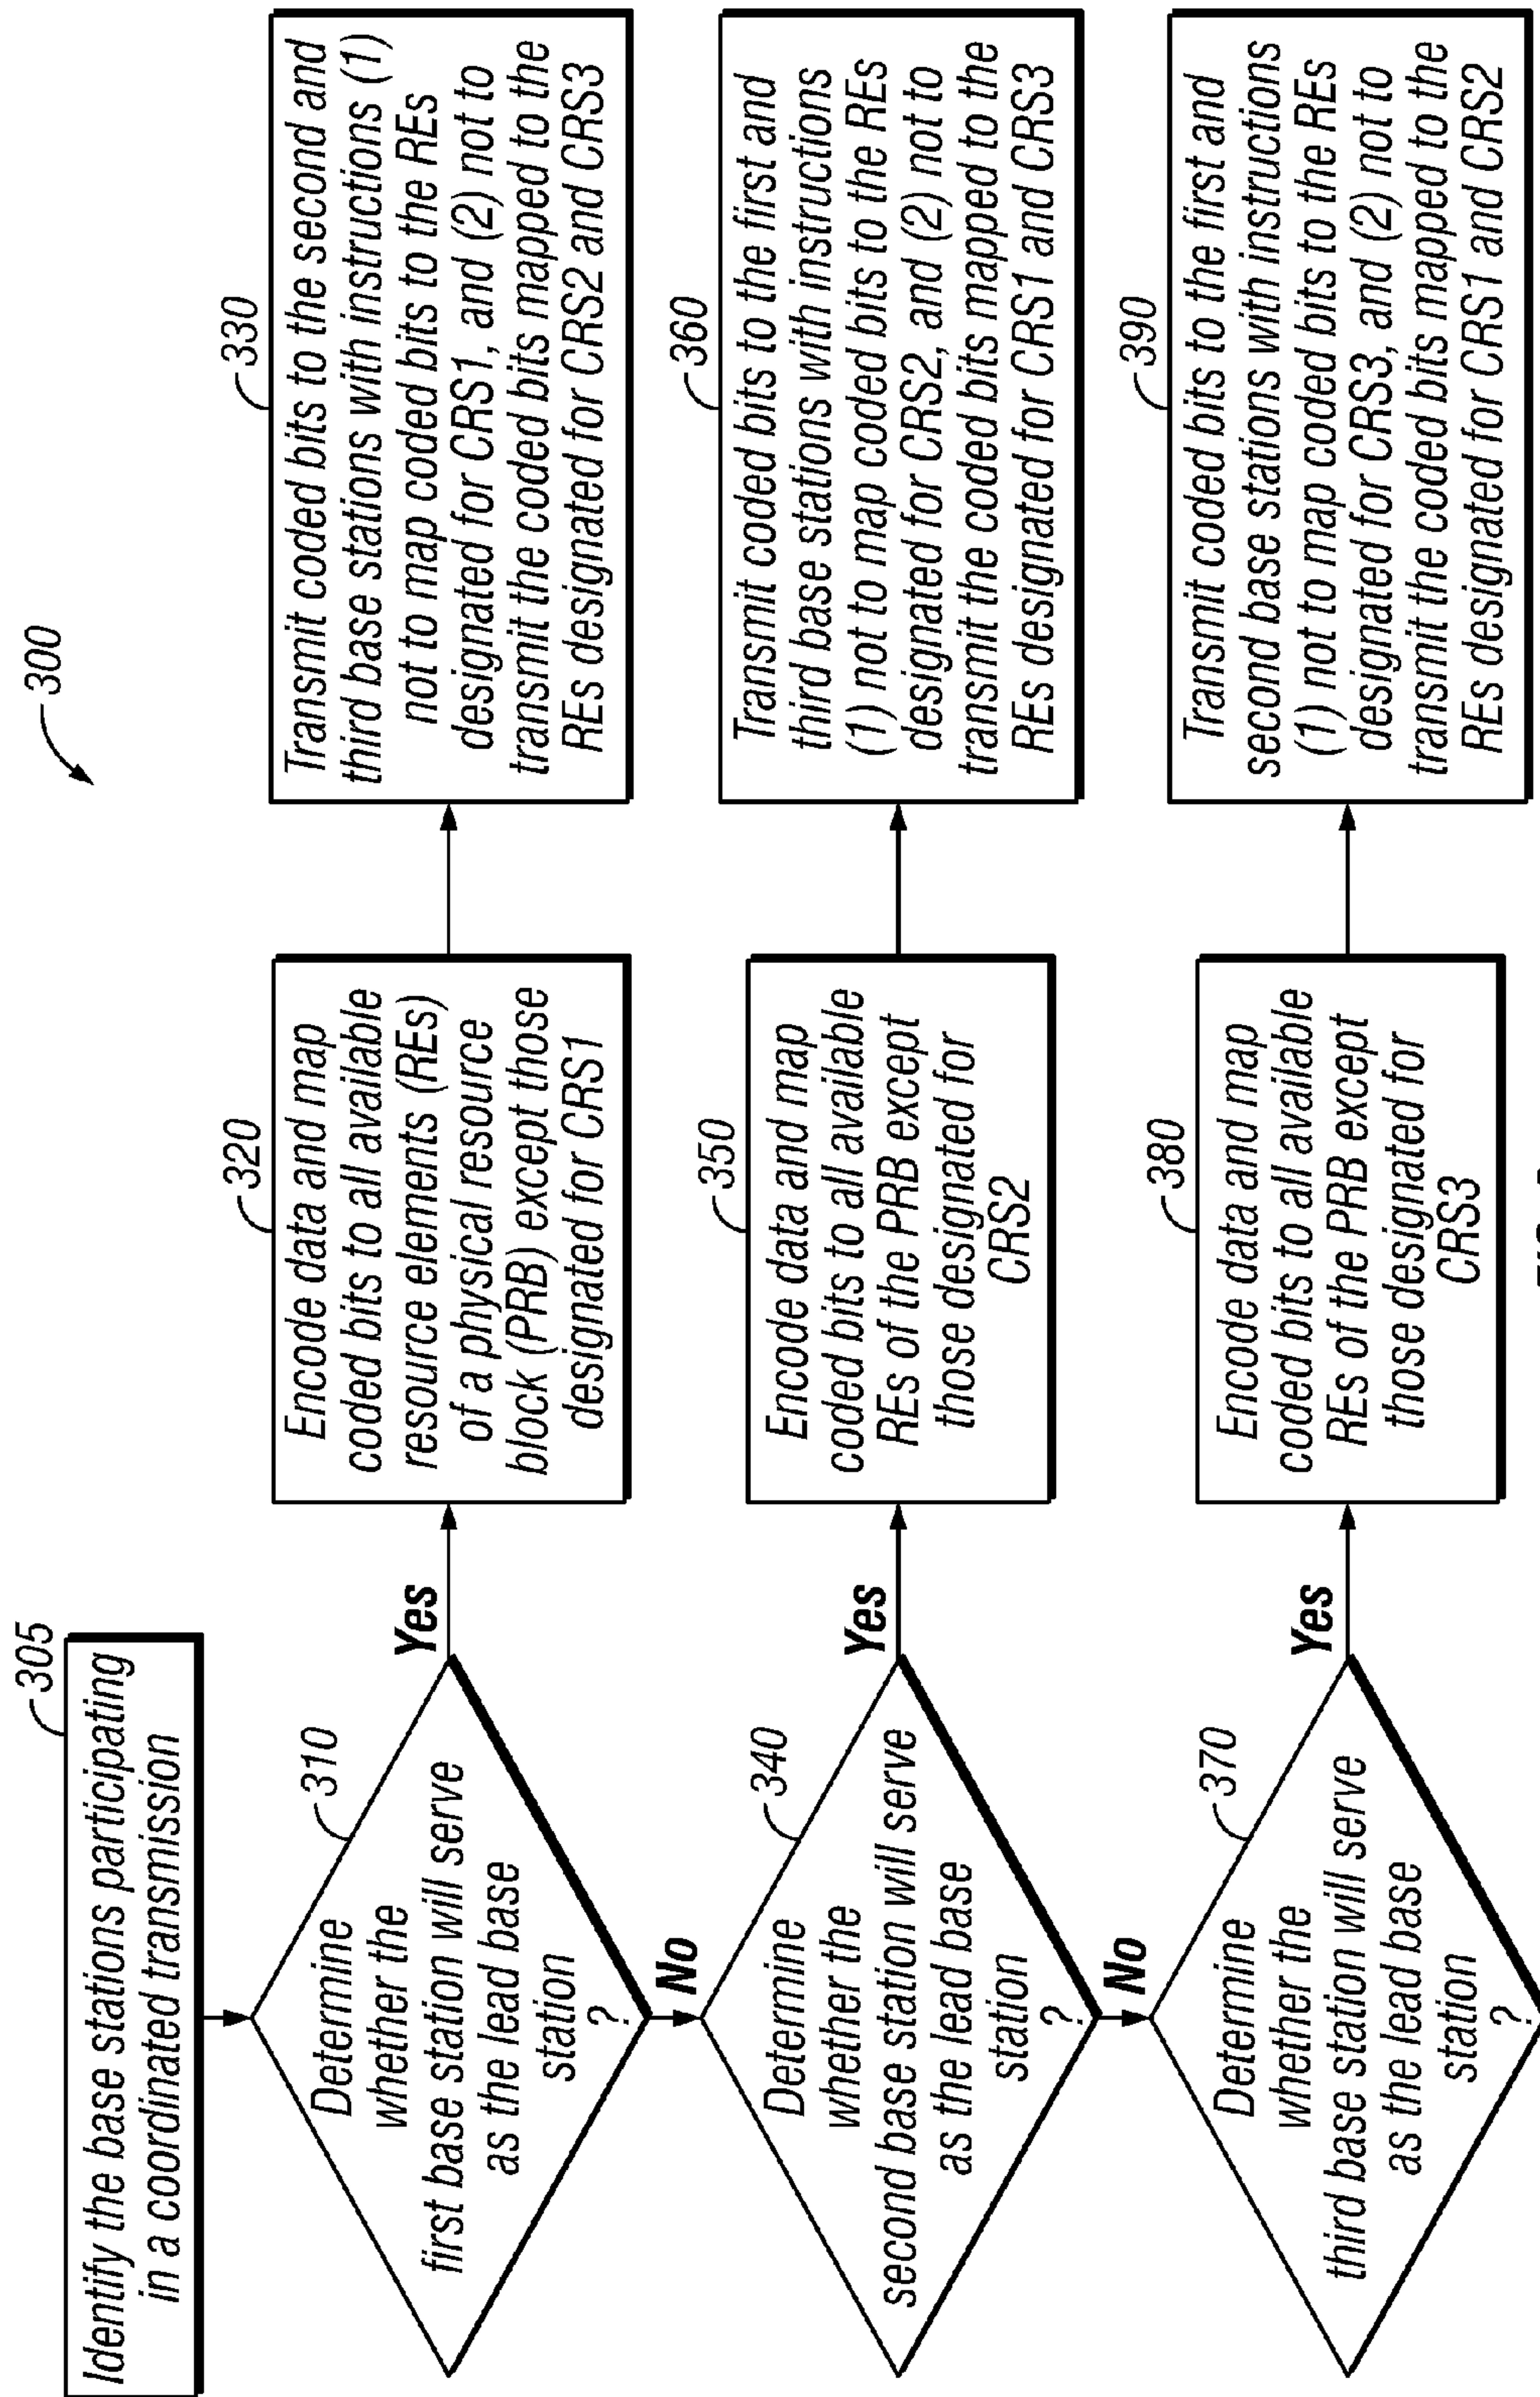 300
305
Identify the base stations participating
in a coordinated transmission
310
Determine
whether the
first base station will serve
as the lead base
station
?
Yes
320
Encode data and map
coded bits to all available
resource elements (REs)
of a physical resource
block (PRB) except those
designated for CRS1
330
Transmit coded bits to the second and
third base stations with instructions (1)
not to map coded bits to the REs
designated for CRS1, and (2) not to
transmit the coded bits mapped to the
REs designated for CRS2 and CRS3
No
340
Determine
whether the
second base station will serve
as the lead base
station
?
Yes
350
Encode data and map
coded bits to all available
REs of the PRB except
those designated for
CRS2
360
Transmit coded bits to the first and
third base stations with instructions
(1) not to map coded bits to the REs
designated for CRS2, and (2) not to
transmit the coded bits mapped to the
REs designated for CRS1 and CRS3
No
370
Determine
whether the
third base station will serve
as the lead base
station
?
Yes
380
Encode data and map
coded bits to all available
REs of the PRB except
those designated for
CRS3
390
Transmit coded bits to the first and
second base stations with instructions
(1) not to map coded bits to the REs
designated for CRS3, and (2) not to
transmit the coded bits mapped to the
REs designated for CRS1 and CRS2